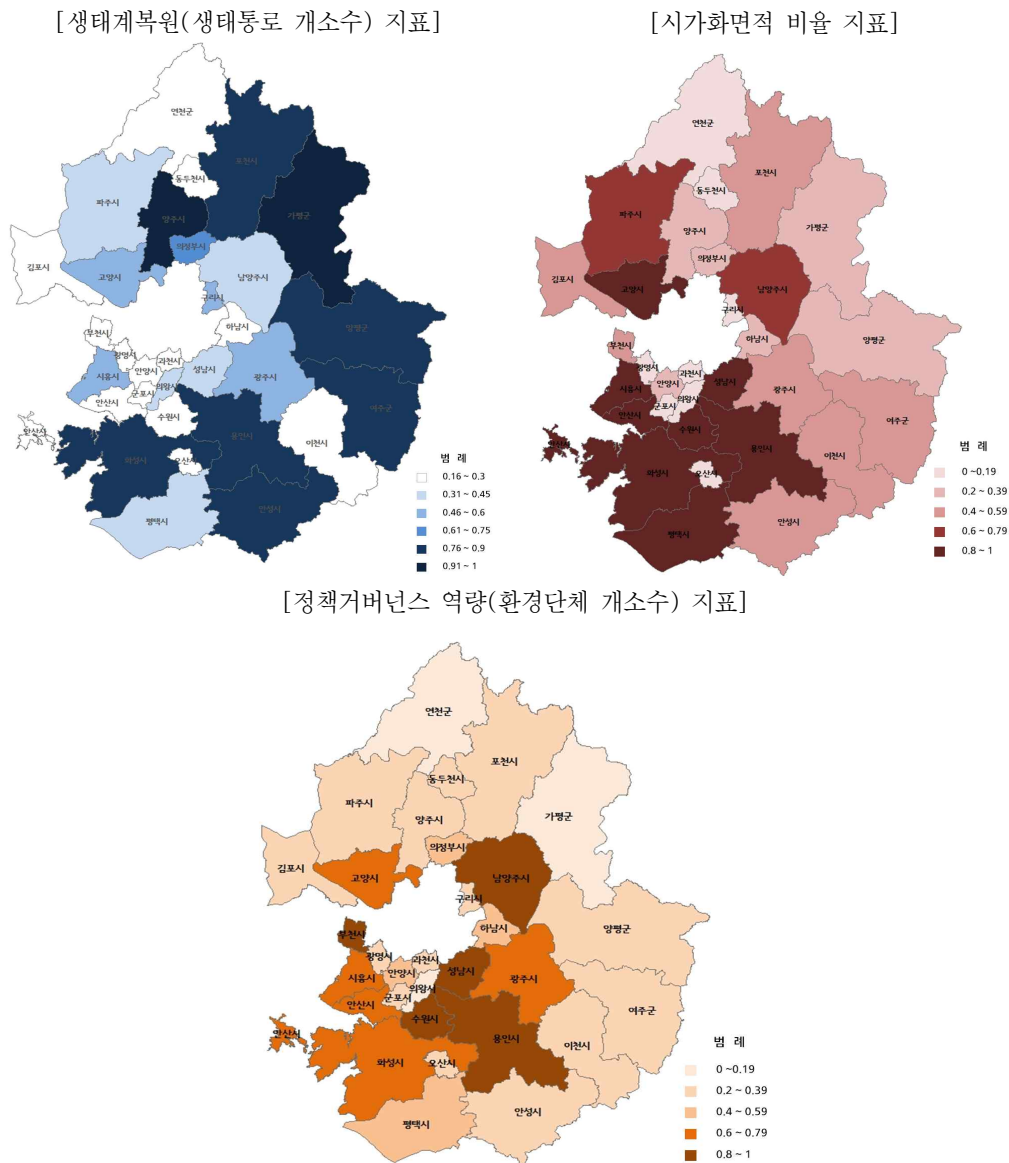 [생태계복원(생태통로 개소수) 지표]
연천군
포천시
동두천시
파주시
양주시
가평군
의정부시
김포시
고양시
남양주시
구리시
하남시
양평군
부천시
광명시
과천시
안양시
시흥시
성남시
의왕시
광주시
군포시
안산시
수원시
여주군
안산시
용인시
이천시
화성시
오산시
안성시
평택시
범 례
0.16 ~ 0.3
0.31 ~ 0.45
0.46 ~ 0.6
0.61 ~ 0.75
0.76 ~ 0.9
0.91 ~ 1
[시가화면적 비율 지표]
연천군
포천시
동두천시
파주시
양주시
가평군
의정부시
김포시
고양시
남양주시
구리시
하남시
양평군
부천시
광명시
과천시
안양시
시흥시
성남시
의왕시
광주시
군포시
안산시
수원시
여주군
안산시
용인시
이천시
화성시
오산시
안성시
평택시
범 례
0 ~0.19
0.2 ~ 0.39
0.4 ~ 0.59
0.6 ~ 0.79
0.8 ~ 1
[정책거버넌스 역량(환경단체 개소수) 지표]
연천군
포천시
동두천시
파주시
양주시
가평군
의정부시
김포시
고양시
남양주시
구리시
하남시
양평군
부천시
광명시
과천시
안양시
시흥시
성남시
의왕시
광주시
군포시
안산시
수원시
여주군
안산시
용인시
이천시
화성시
오산시
안성시
평택시
범 례
0 ~0.19
0.2 ~ 0.39
0.4 ~ 0.59
0.6 ~ 0.79
0.8 ~ 1